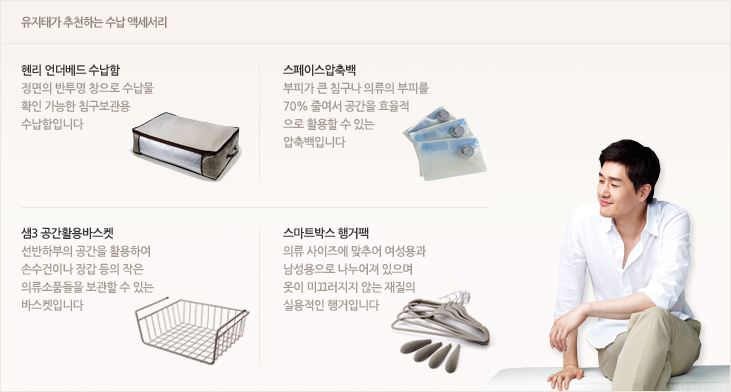 유지태가 추천하는 수납 액세서리
헨리 언더베드 수납함
정면의 반투명 창으로 수납물
확인 가능한 침구보관용
수납함입니다
스페이스압축백
부피가 큰 침구나 의류의 부피를
70% 줄여서 공간을 효율적
으로 활용할 수 있는
압축백입니다
샘3 공간활용바스켓
선반하부의 공간을 활용하여
손수건이나 장갑 등의 작은
의류소품들을 보관할 수 있는
바스켓입니다
스마트박스 행거팩
의류 사이즈에 맞추어 여성용과
남성용으로 나누어져 있으며
옷이 미끄러지지 않는 재질의
실용적인 행거입니다